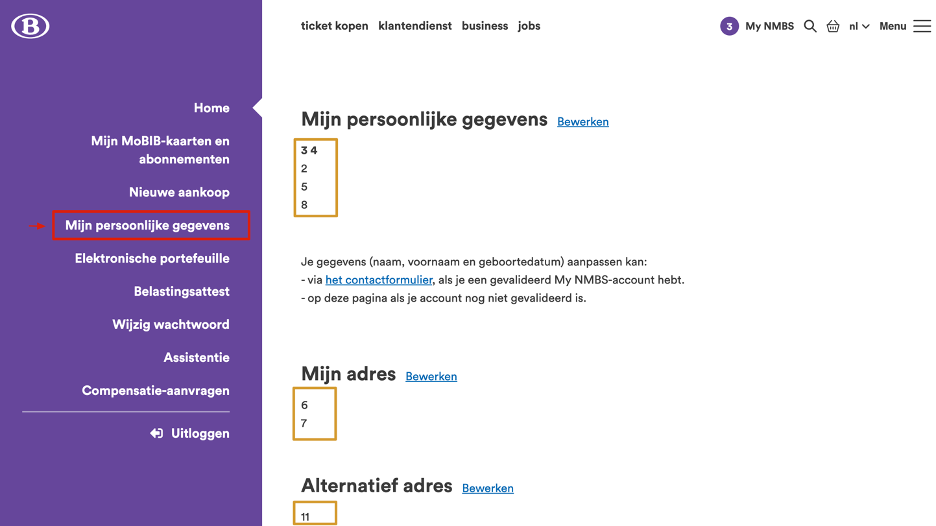 B
ticket kopen klantendienst business jobs
3 My NMBS nl Menu
Home
Mijn MoBIB-kaarten en
abonnementen
Nieuwe aankoop
Mijn persoonlijke gegevens
Elektronische portefeuille
Belastingsattest
Wijzig wachtwoord
Assistentie
Compensatie-aanvragen
Uitloggen
Mijn persoonlijke gegevens Bewerken
3 4
2
5
8
Je gegevens (naam, voornaam en geboortedatum) aanpassen kan:
- via het contactformulier, als je een gevalideerd My NMBS-account hebt.
- op deze pagina als je account nog niet gevalideerd is.
Mijn adres Bewerken
6
7
Alternatief adres Bewerken
11